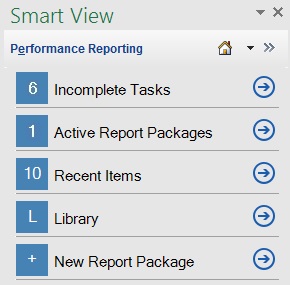 Smart View
Performance Reporting
6 Incomplete Tasks
1 Active Report Packages
10 Recent Items
L Library
+ New Report Package